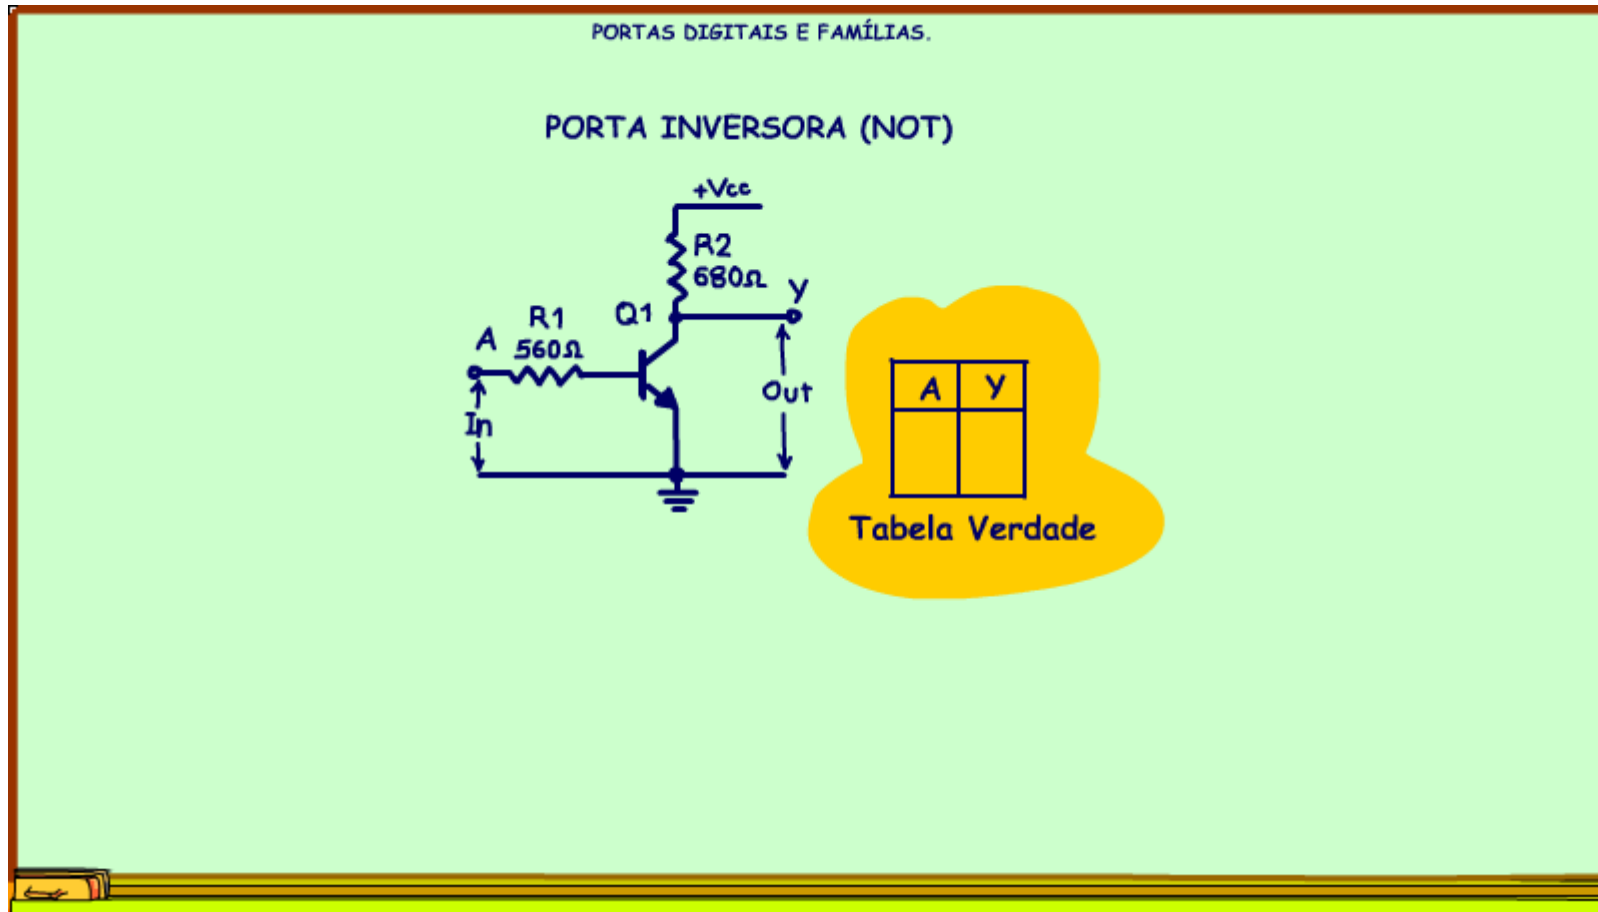 PORTAS DIGITAIS E FAMÍLIAS.
PORTA INVERSORA (NOT)
+Vcc
R2
680Ω
Y
Q1
R1
560Ω
A
In
Out
A Y
Tabela Verdade